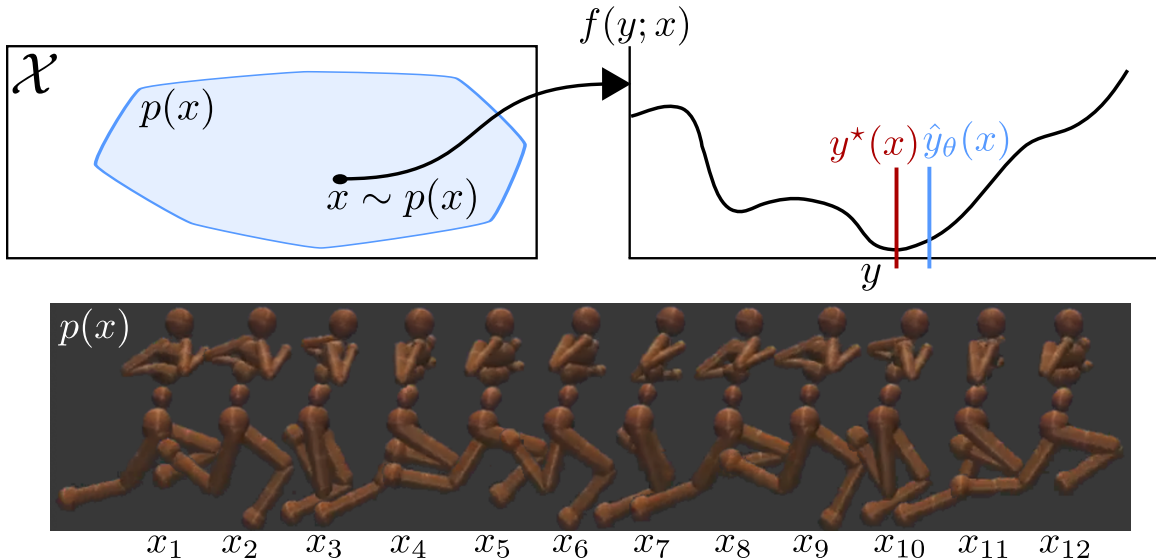 𝒳
p(x)
x ∼ p(x)
f(y; x)
y⋆(x) ŷθ(x)
y
p(x)
x₁ x₂ x₃ x₄ x₅ x₆ x₇ x₈ x₉ x₁₀ x₁₁ x₁₂